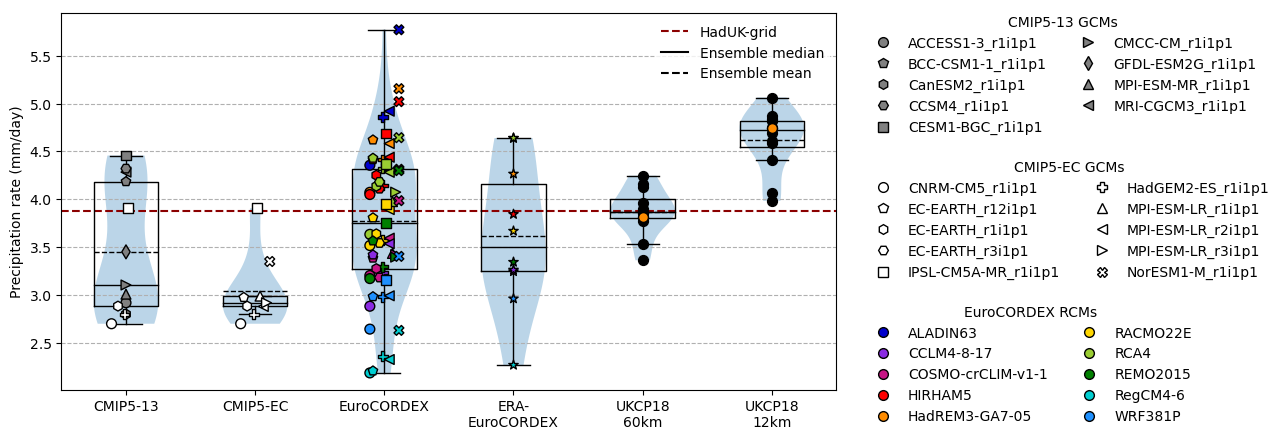 Precipitation rate (mm/day)
5.5
5.0
4.5
4.0
3.5
3.0
2.5
HadUK-grid
Ensemble median
Ensemble mean
CMIP5-13
CMIP5-EC
EuroCORDEX
ERA-
EuroCORDEX
UKCP18
60km
UKCP18
12km
CMIP5-13 GCMs
ACCESS1-3_r1i1p1
BCC-CSM1-1_r1i1p1
CanESM2_r1i1p1
CCSM4_r1i1p1
CESM1-BGC_r1i1p1
CMCC-CM_r1i1p1
GFDL-ESM2G_r1i1p1
MPI-ESM-MR_r1i1p1
MRI-CGCM3_r1i1p1
CMIP5-EC GCMs
CNRM-CM5_r1i1p1
EC-EARTH_r12i1p1
EC-EARTH_r1i1p1
EC-EARTH_r3i1p1
IPSL-CM5A-MR_r1i1p1
HadGEM2-ES_r1i1p1
MPI-ESM-LR_r1i1p1
MPI-ESM-LR_r2i1p1
MPI-ESM-LR_r3i1p1
NorESM1-M_r1i1p1
EuroCORDEX RCMs
ALADIN63
CCLM4-8-17
COSMO-crCLIM-v1-1
HIRHAM5
HadREM3-GA7-05
RACMO22E
RCA4
REMO2015
RegCM4-6
WRF381P